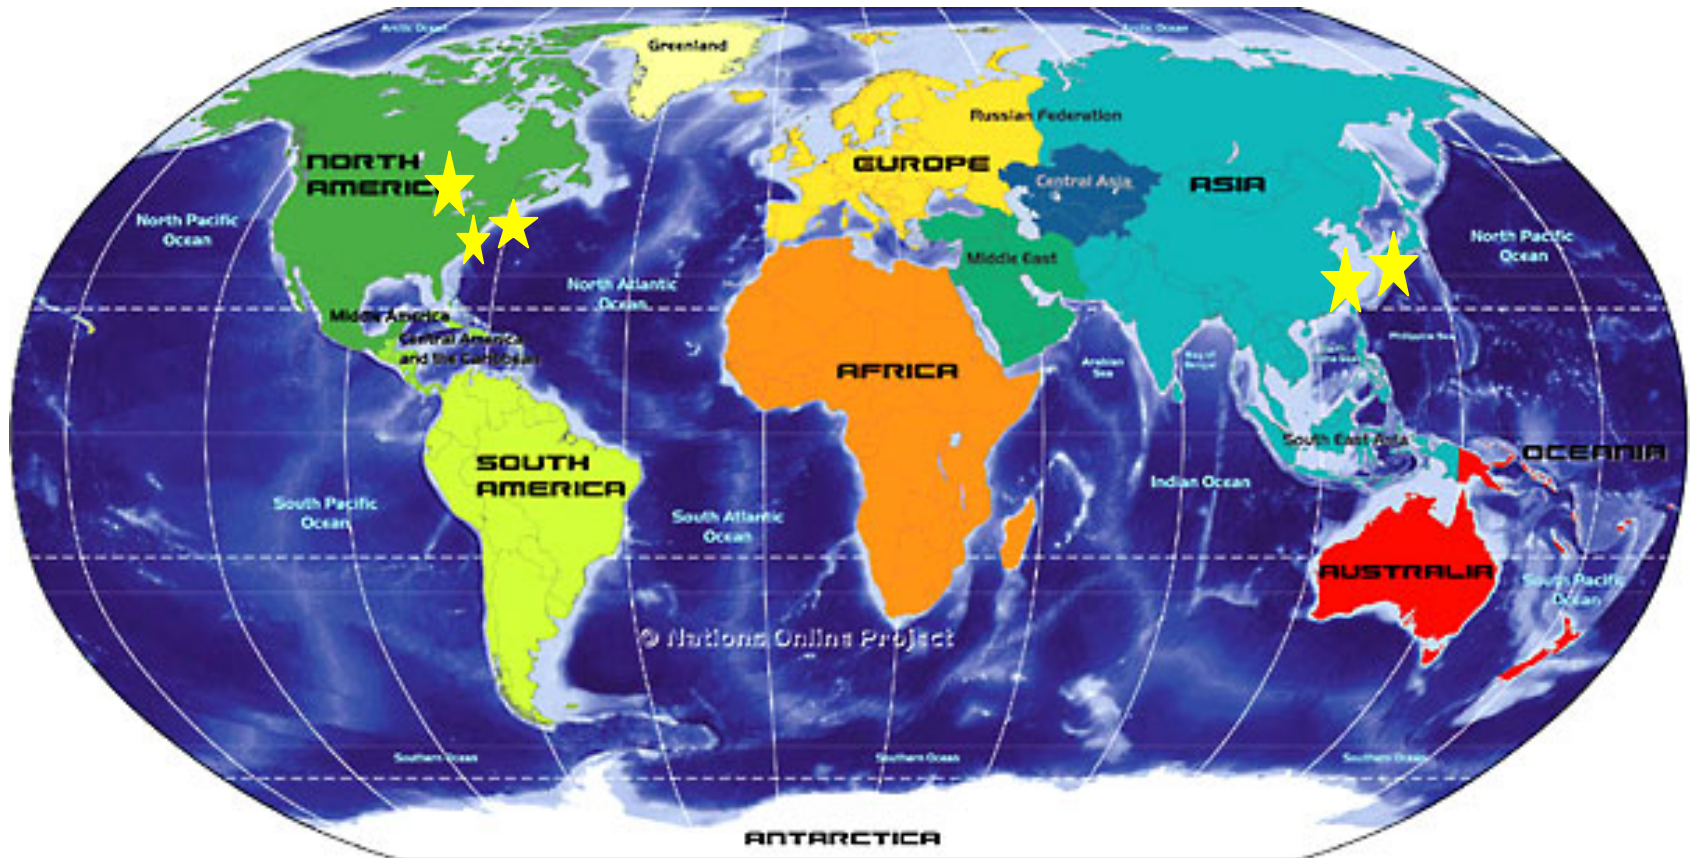 Arctic Ocean
Arctic Ocean
Greenland
Russian Federation
NORTH
AMERIC
EUROPE
Central Asia
ASIA
North Pacific
Ocean
North Pacific
Ocean
Middle East
North Atlantic
Ocean
Middle America
Central America
and the Caribbean
Philippine Sea
Arabian
Sea
Bay of
Bengal
AFRICA
South East Asia
OCEANIA
SOUTH
AMERICA
Indian Ocean
South Pacific
Ocean
South Atlantic
Ocean
AUSTRALIA
South Pacific
Ocean
© Nations Online Project
Southern Ocean
Southern Ocean
Southern Ocean
ANTARCTICA